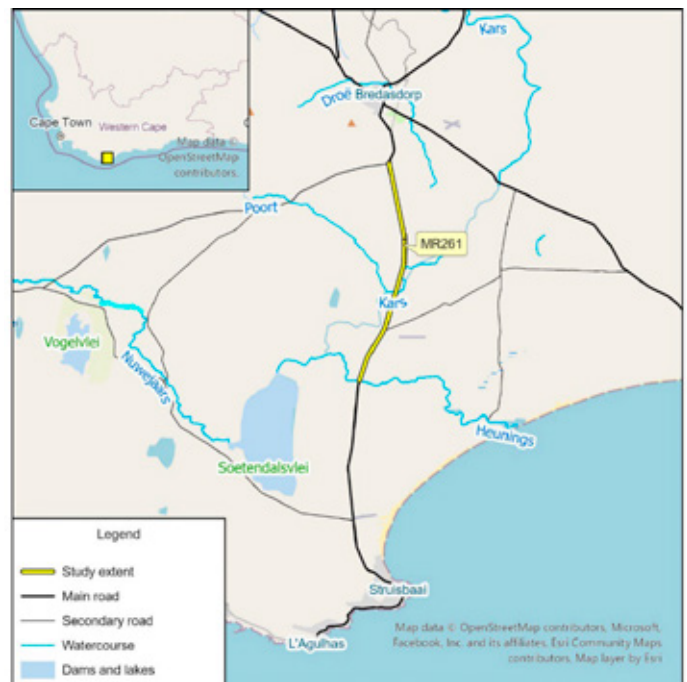 Cape Town
Western Cape
Map data ©
OpenStreetMap
contributors.
Kars
Droë
Bredasdorp
Poort
MR261
Kars
Vogelvlei
Nuwejaars
Soetendalsvlei
Heunings
Struisbaai
L'Agulhas
Legend
Study extent
Main road
Secondary road
Watercourse
Dams and lakes
Map data © OpenStreetMap contributors, Microsoft,
Facebook, Inc. and its affiliates, Esri Community Maps
contributors, Map layer by Esri